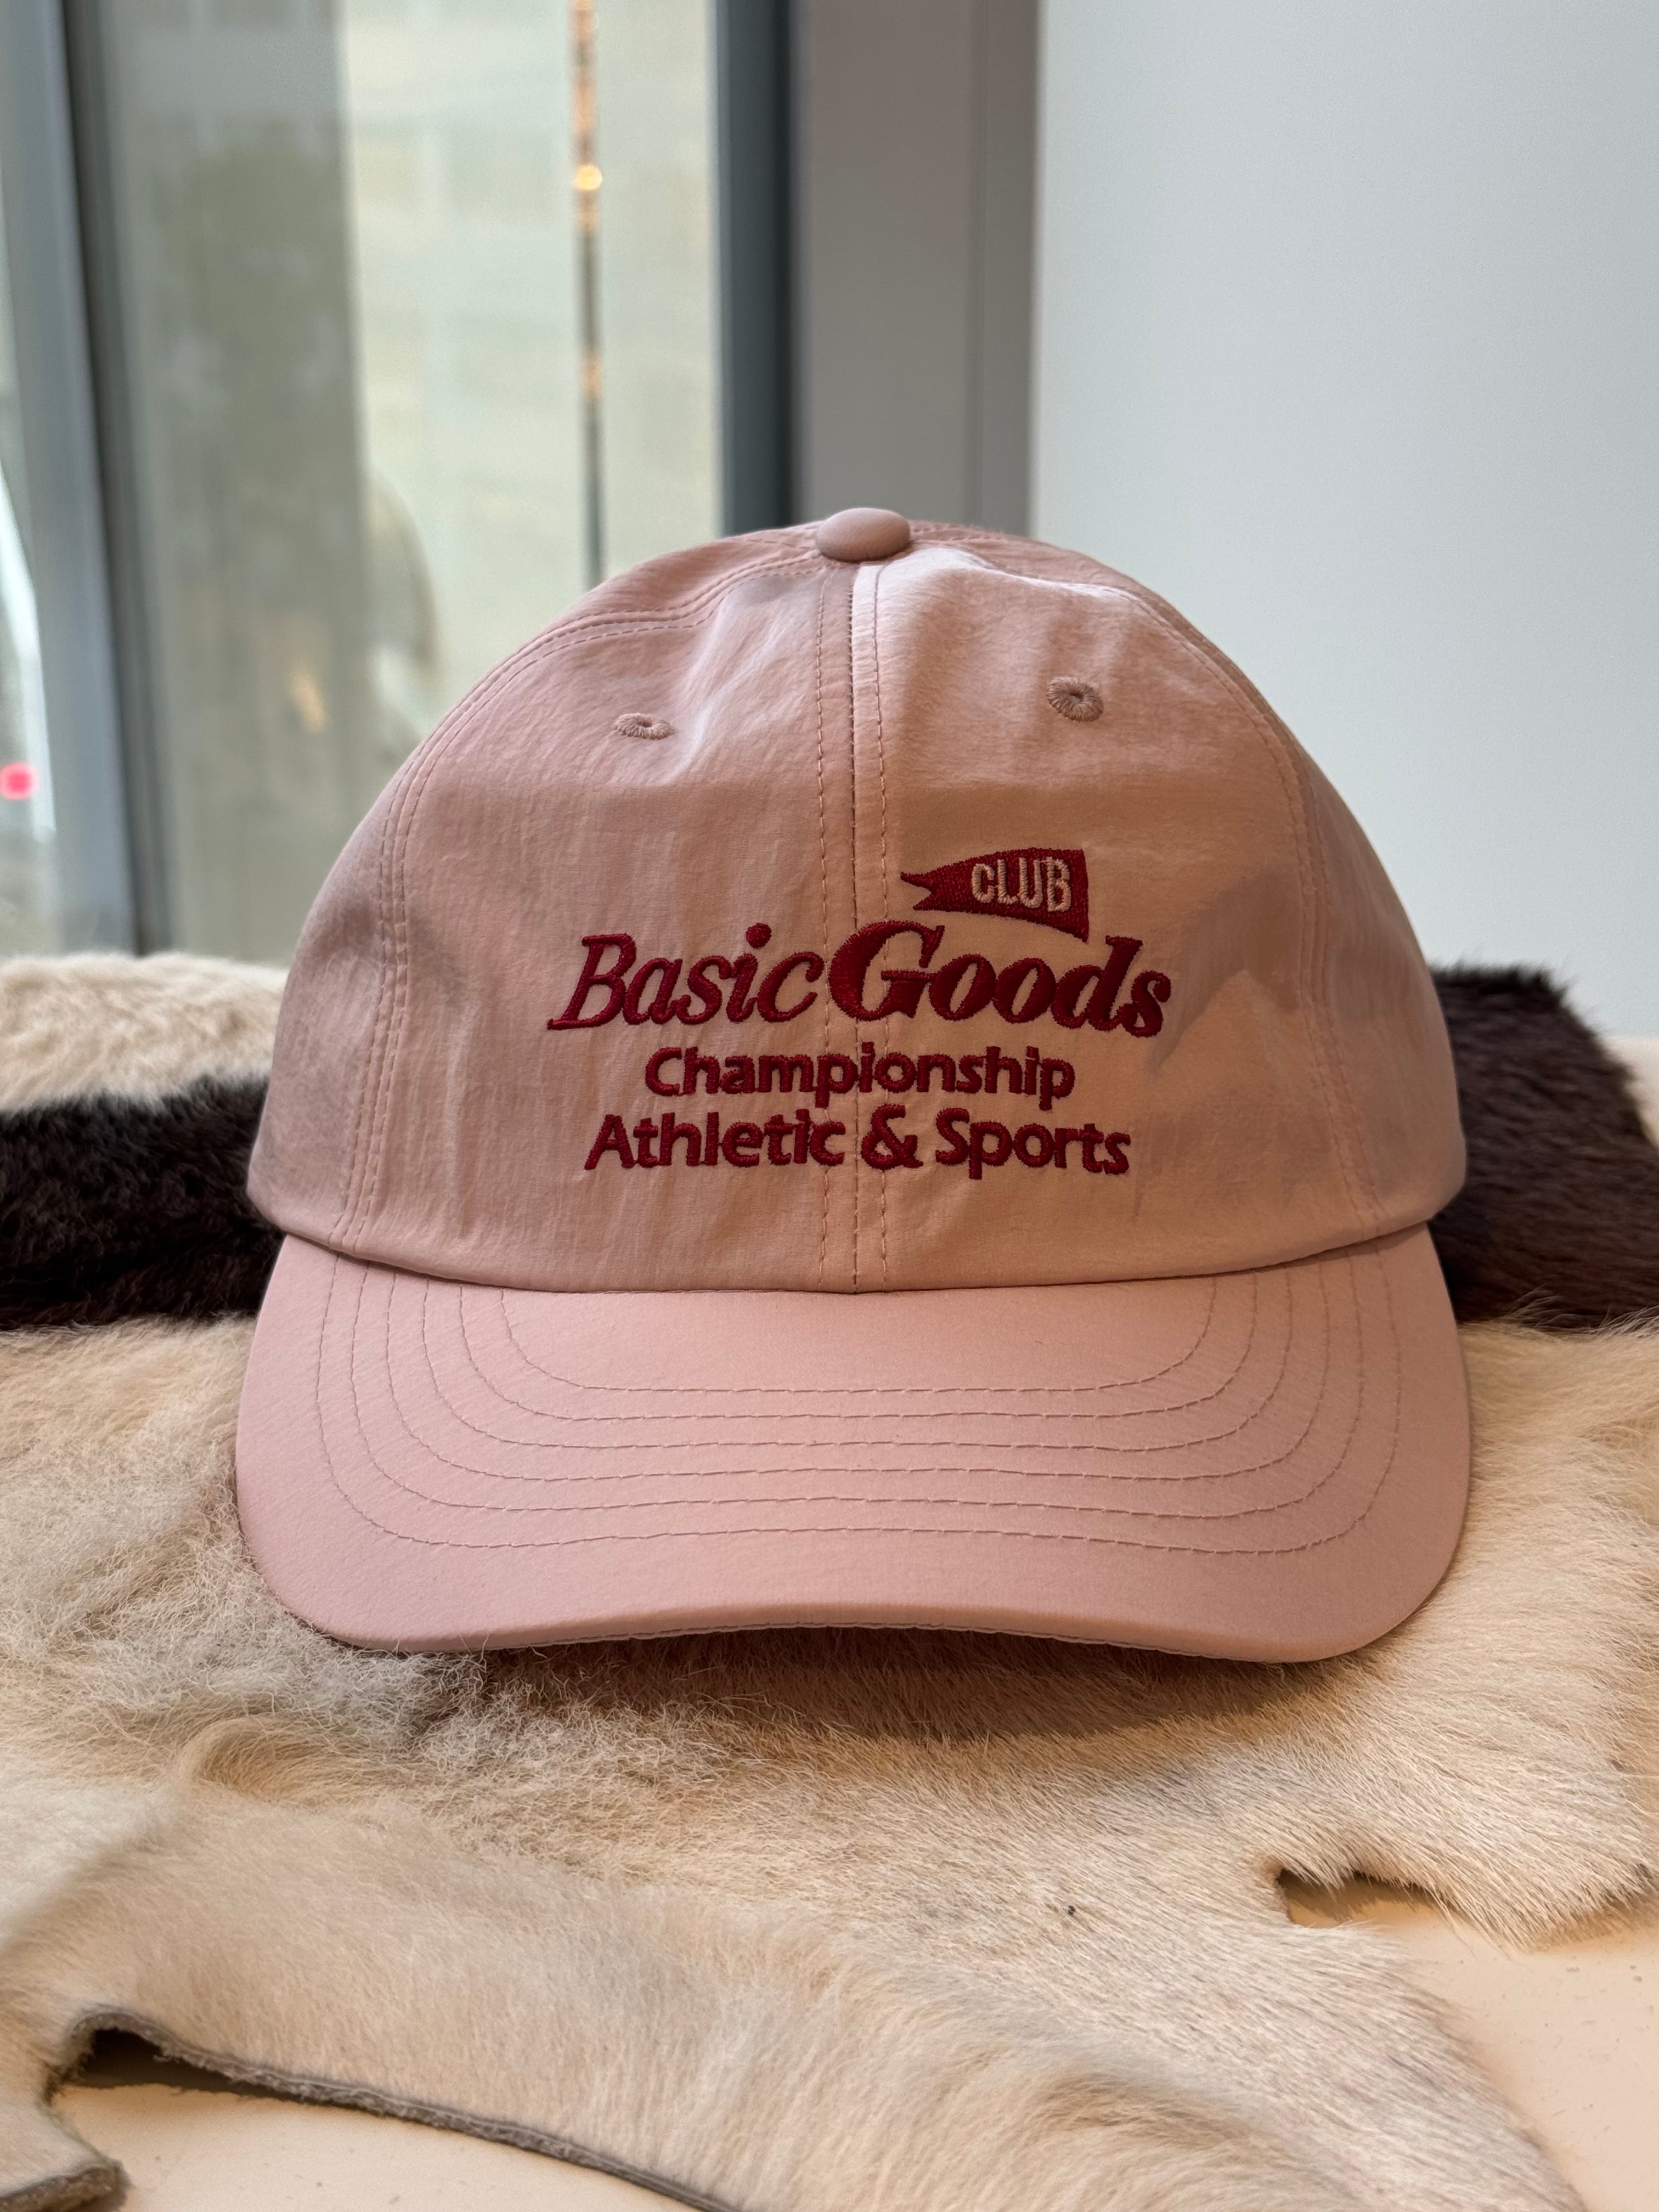 CLUB
Basic Goods
Championship
Athletic & Sports